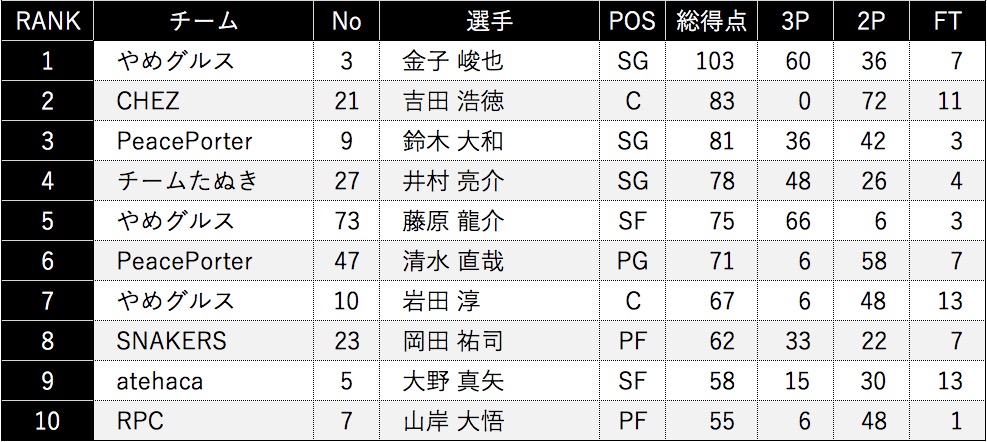 RANK チーム No 選手 POS 総得点 3P 2P FT
1 やめグルス 3 金子 峻也 SG 103 60 36 7
2 CHEZ 21 吉田 浩徳 C 83 0 72 11
3 PeacePorter 9 鈴木 大和 SG 81 36 42 3
4 チームたぬき 27 井村 亮介 SG 78 48 26 4
5 やめグルス 73 藤原 龍介 SF 75 66 6 3
6 PeacePorter 47 清水 直哉 PG 71 6 58 7
7 やめグルス 10 岩田 淳 C 67 6 48 13
8 SNAKERS 23 岡田 祐司 PF 62 33 22 7
9 atehaca 5 大野 真矢 SF 58 15 30 13
10 RPC 7 山岸 大悟 PF 55 6 48 1